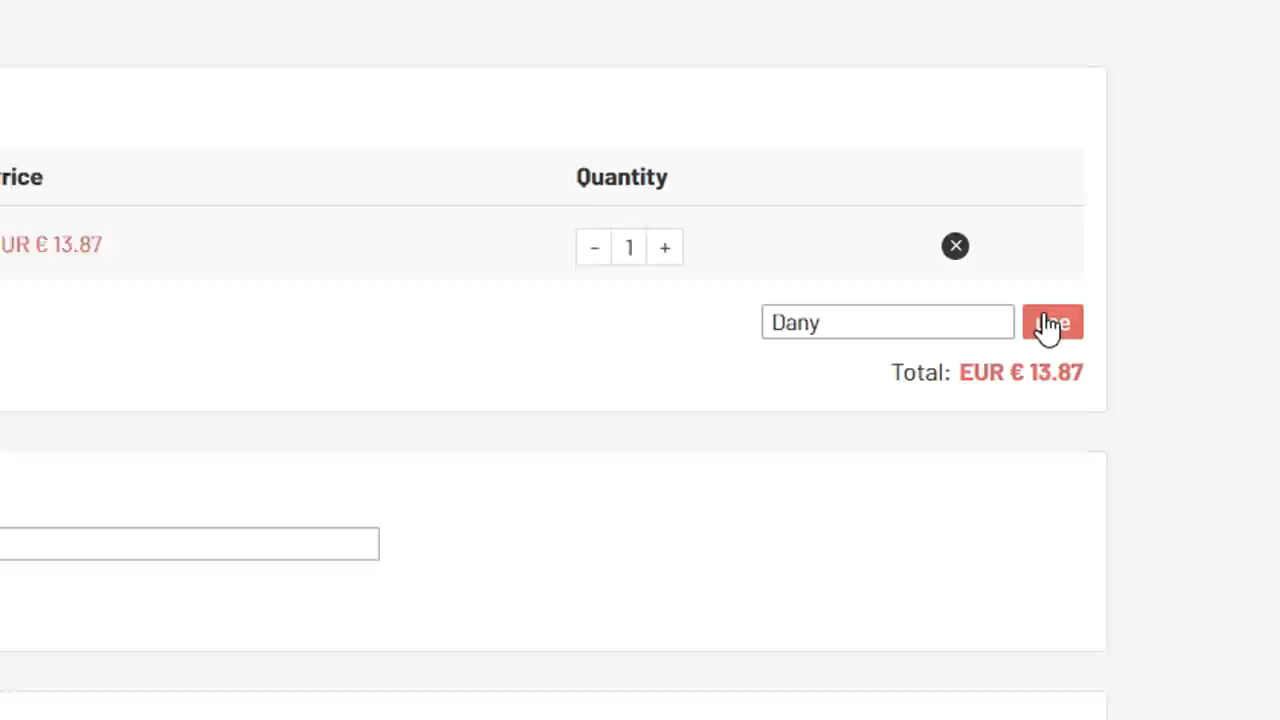 rice
Quantity
UR € 13.87
-
1
+
Dany
Total: EUR € 13.87